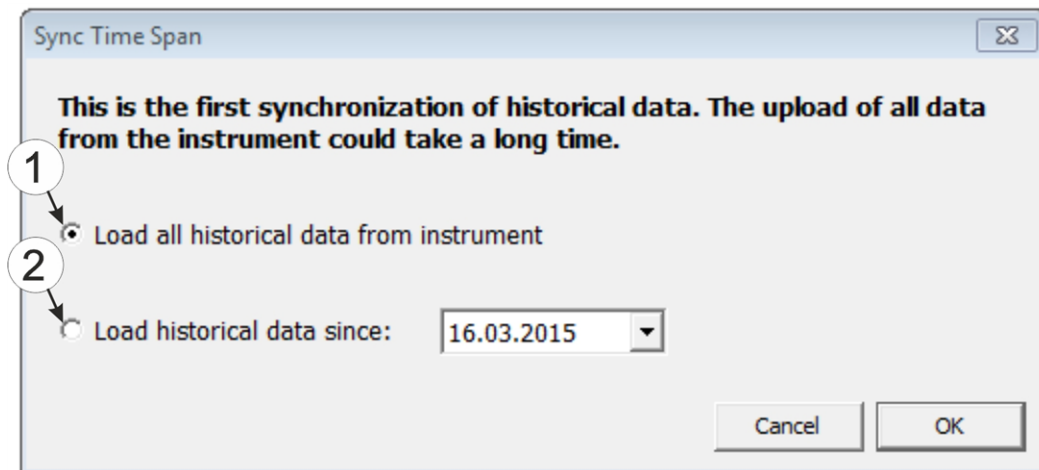 Sync Time Span
This is the first synchronization of historical data. The upload of all data
from the instrument could take a long time.
1
Load all historical data from instrument
2
Load historical data since: 16.03.2015
Cancel OK